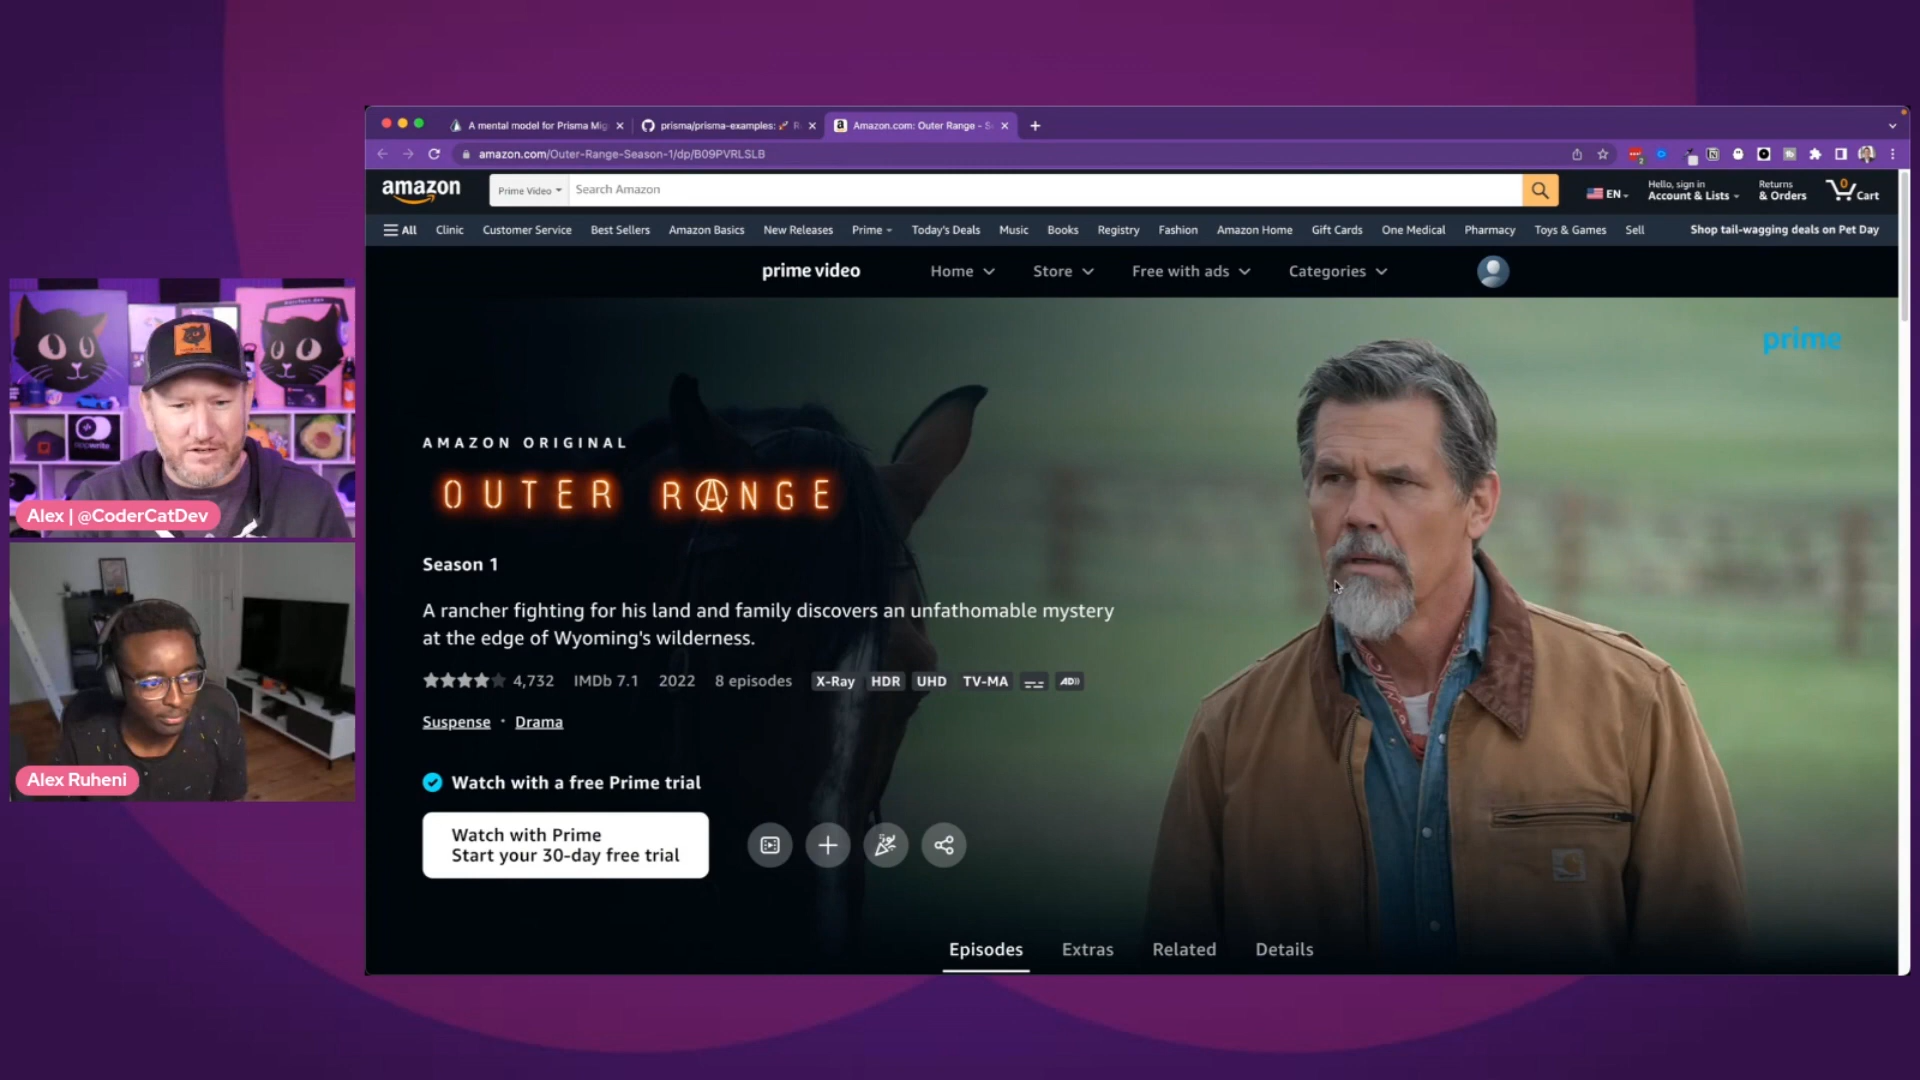 A mental model for Prisma Mig
prisma/prisma-examples:
Amazon.com: Outer Range - S
amazon.com/Outer-Range-Season-1/dp/B09PVRLSLB
amazon
Prime Video
Search Amazon
EN
Hello, sign in
Account & Lists
Returns
& Orders
0
Cart
All
Clinic
Customer Service
Best Sellers
Amazon Basics
New Releases
Prime
Today's Deals
Music
Books
Registry
Fashion
Amazon Home
Gift Cards
One Medical
Pharmacy
Toys & Games
Sell
Shop tail-wagging deals on Pet Day
prime video
Home
Store
Free with ads
Categories
prime
AMAZON ORIGINAL
OUTER RANGE
Season 1
A rancher fighting for his land and family discovers an unfathomable mystery
at the edge of Wyoming's wilderness.
4,732
IMDb 7.1
2022
8 episodes
X-Ray
HDR
UHD
TV-MA
AD
Suspense · Drama
Watch with a free Prime trial
Watch with Prime
Start your 30-day free trial
Episodes
Extras
Related
Details
Alex | @CoderCatDev
Alex Ruheni